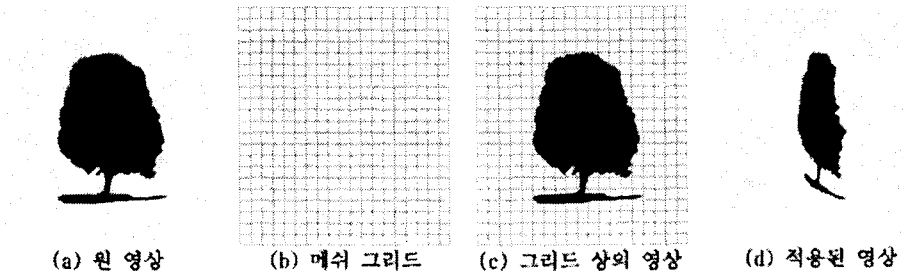 (a) 원 영상
(b) 메쉬 그리드
(c) 그리드 상의 영상
(d) 적용된 영상